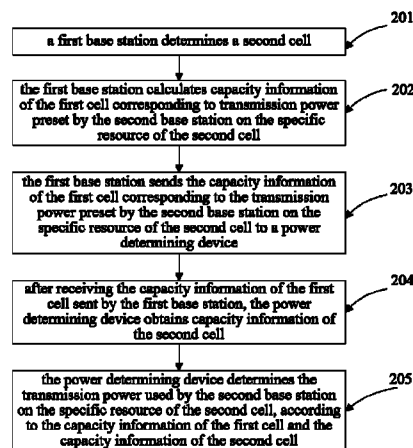 201
a first base station determines a second cell
202
the first base station calculates capacity information
of the first cell corresponding to transmission power
preset by the second base station on the specific
resource of the second cell
203
the first base station sends the capacity information
of the first cell corresponding to the transmission
power preset by the second base station on the
specific resource of the second cell to a power
determining device
204
after receiving the capacity information of the first
cell sent by the first base station, the power
determining device obtains capacity information of
the second cell
205
the power determining device determines the
transmission power used by the second base station
on the specific resource of the second cell, according
to the capacity information of the first cell and the
capacity information of the second cell